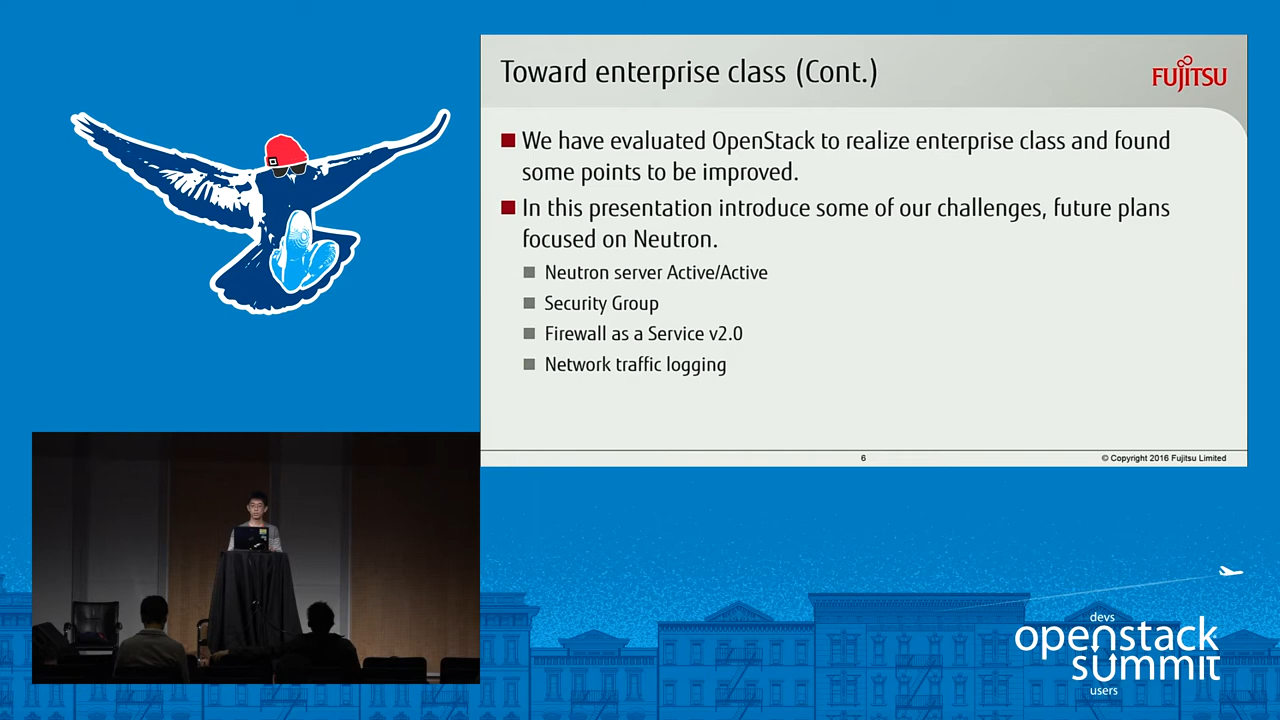 Toward enterprise class (Cont.)
FUJITSU
We have evaluated OpenStack to realize enterprise class and found
some points to be improved.
In this presentation introduce some of our challenges, future plans
focused on Neutron.
Neutron server Active/Active
Security Group
Firewall as a Service v2.0
Network traffic logging
6
© Copyright 2016 Fujitsu Limited
devs
openstack
summit
users